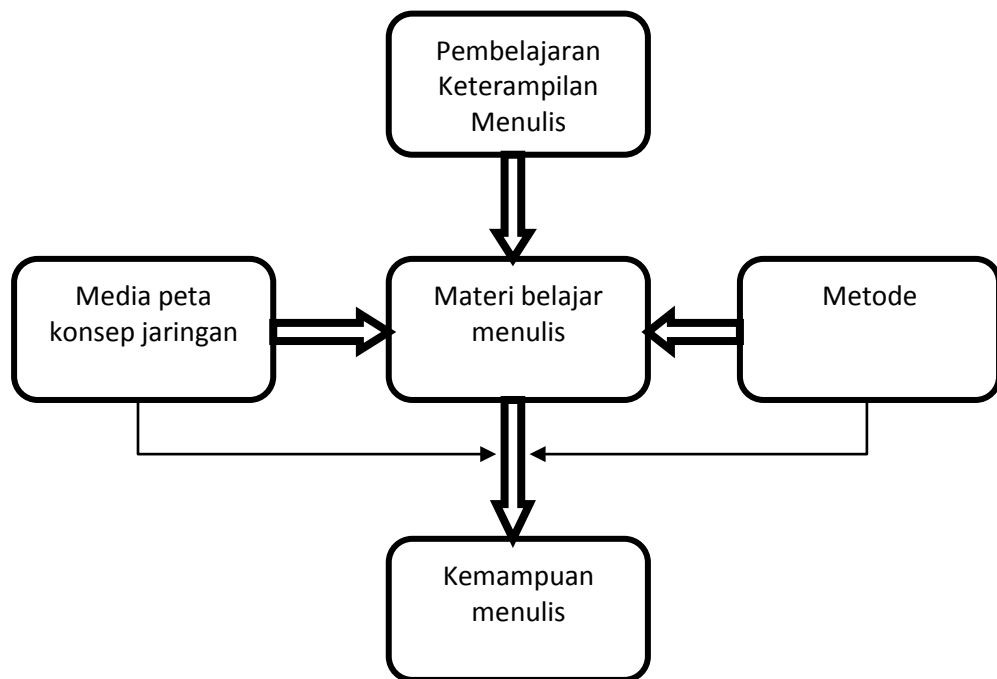 Pembelajaran
Keterampilan
Menulis
Media peta
konsep jaringan
Materi belajar
menulis
Metode
Kemampuan
menulis